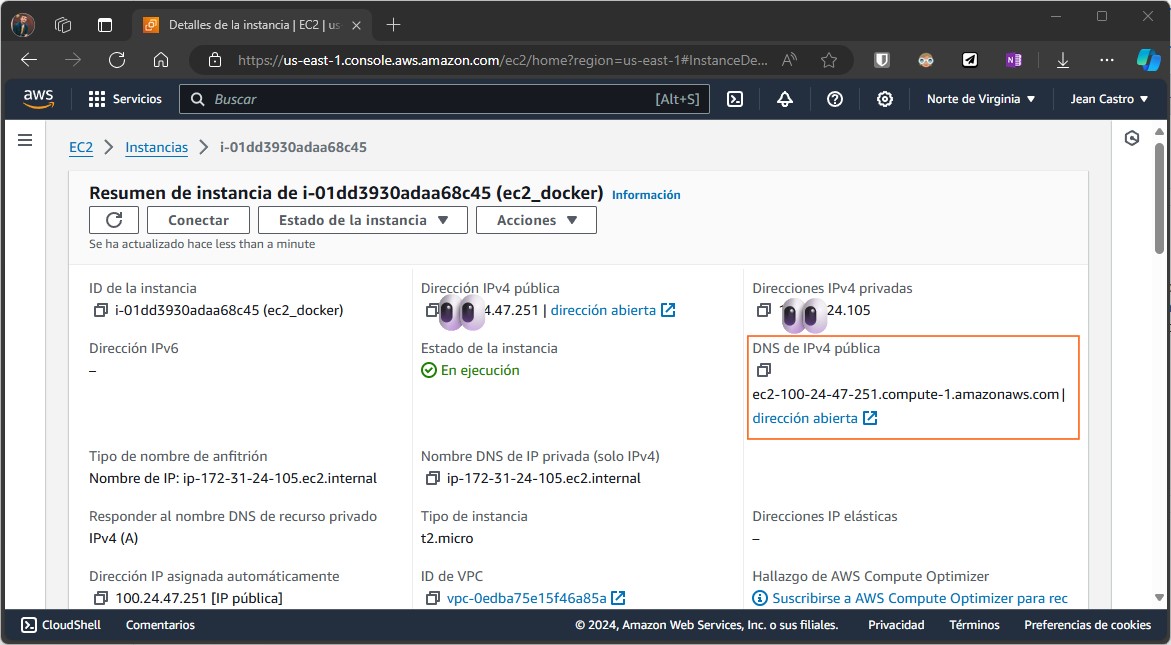 Detalles de la instancia | EC2 | us
https://us-east-1.console.aws.amazon.com/ec2/home?region=us-east-1#InstanceDe...
aws
Servicios
Buscar
[Alt+S]
Norte de Virginia
Jean Castro
EC2
Instancias
i-01dd3930adaa68c45
Resumen de instancia de i-01dd3930adaa68c45 (ec2_docker)
Información
Conectar
Estado de la instancia
Acciones
Se ha actualizado hace less than a minute
ID de la instancia
i-01dd3930adaa68c45 (ec2_docker)
Dirección IPv4 pública
4.47.251 | dirección abierta
Direcciones IPv4 privadas
24.105
Dirección IPv6
–
Estado de la instancia
En ejecución
DNS de IPv4 pública
ec2-100-24-47-251.compute-1.amazonaws.com |
dirección abierta
Tipo de nombre de anfitrión
Nombre de IP: ip-172-31-24-105.ec2.internal
Nombre DNS de IP privada (solo IPv4)
ip-172-31-24-105.ec2.internal
Responder al nombre DNS de recurso privado
IPv4 (A)
Tipo de instancia
t2.micro
Direcciones IP elásticas
–
Dirección IP asignada automáticamente
100.24.47.251 [IP pública]
ID de VPC
vpc-0edba75e15f46a85a
Hallazgo de AWS Compute Optimizer
Suscribirse a AWS Compute Optimizer para rec
CloudShell
Comentarios
© 2024, Amazon Web Services, Inc. o sus filiales.
Privacidad
Términos
Preferencias de cookies